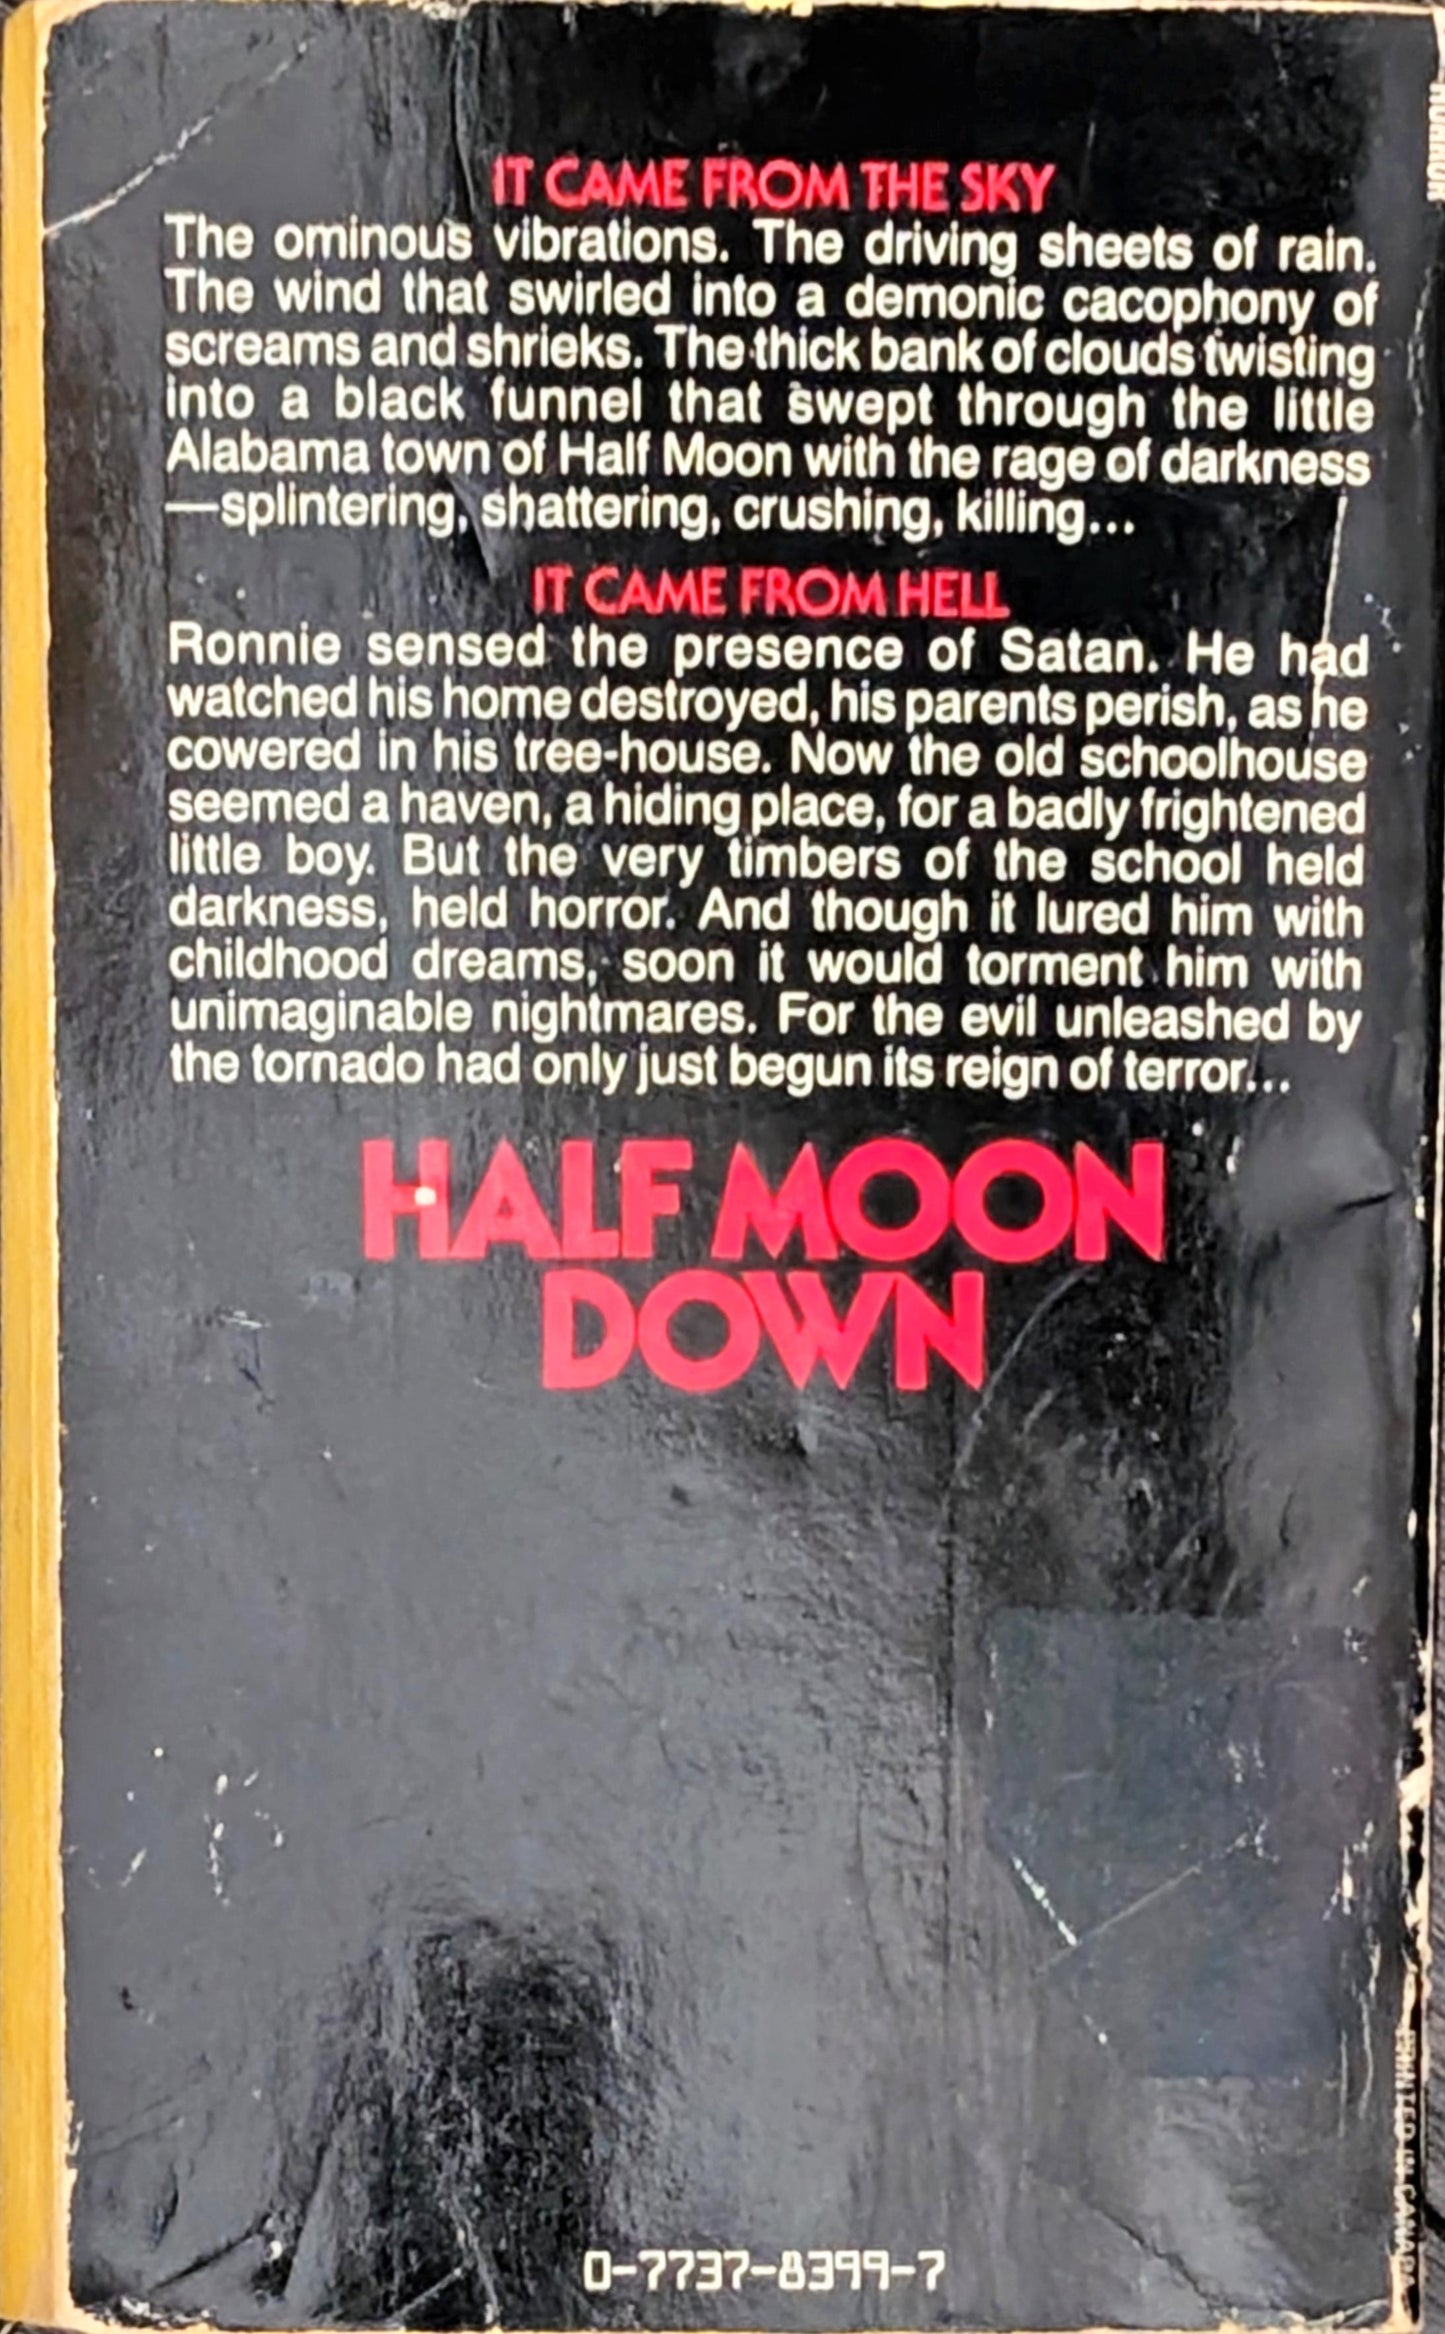 HORROR
IT CAME FROM THE SKY
The ominous vibrations. The driving sheets of rain.
The wind that swirled into a demonic cacophony of
screams and shrieks. The thick bank of clouds twisting
into a black funnel that swept through the little
Alabama town of Half Moon with the rage of darkness
—splintering, shattering, crushing, killing...
IT CAME FROM HELL
Ronnie sensed the presence of Satan. He had
watched his home destroyed, his parents perish, as he
cowered in his tree-house. Now the old schoolhouse
seemed a haven, a hiding place, for a badly frightened
little boy. But the very timbers of the school held
darkness, held horror. And though it lured him with
childhood dreams, soon it would torment him with
unimaginable nightmares. For the evil unleashed by
the tornado had only just begun its reign of terror...
HALF MOON
DOWN
PRINTED IN CANADA
0-7737-8399-7